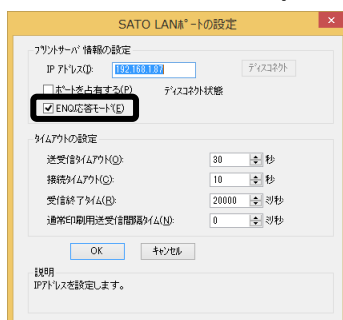 SATO LANﾎﾟｰﾄの設定
×
ﾌﾟﾘﾝﾄｻｰﾊﾞ情報の設定
IP ｱﾄﾞﾚｽ(I): 192.168.1.87 ﾃﾞｨｽｺﾈｸﾄ
ﾎﾟｰﾄを占有する(P) ﾃﾞｨｽｺﾈｸﾄ状態
ENQ応答ﾓｰﾄﾞ(E)
ﾀｲﾑｱｳﾄの設定
送受信ﾀｲﾑｱｳﾄ(O): 30 秒
接続ﾀｲﾑｱｳﾄ(C): 10 秒
受信終了ﾀｲﾑ(R): 20000 ﾐﾘ秒
通常印刷用送受信間隔ﾀｲﾑ(N): 0 ﾐﾘ秒
OK ｷｬﾝｾﾙ
説明
IPｱﾄﾞﾚｽを設定します。